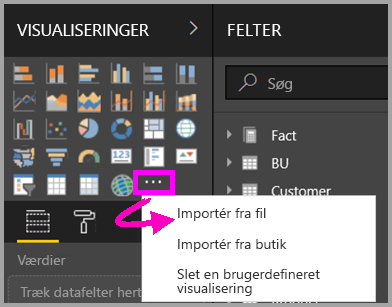 VISUALISERINGER
FELTER
Søg
Fact
BU
Customer
123
Importér fra fil
Importér fra butik
Slet en brugerdefineret
visualisering
Værdier
Træk datafelter hert